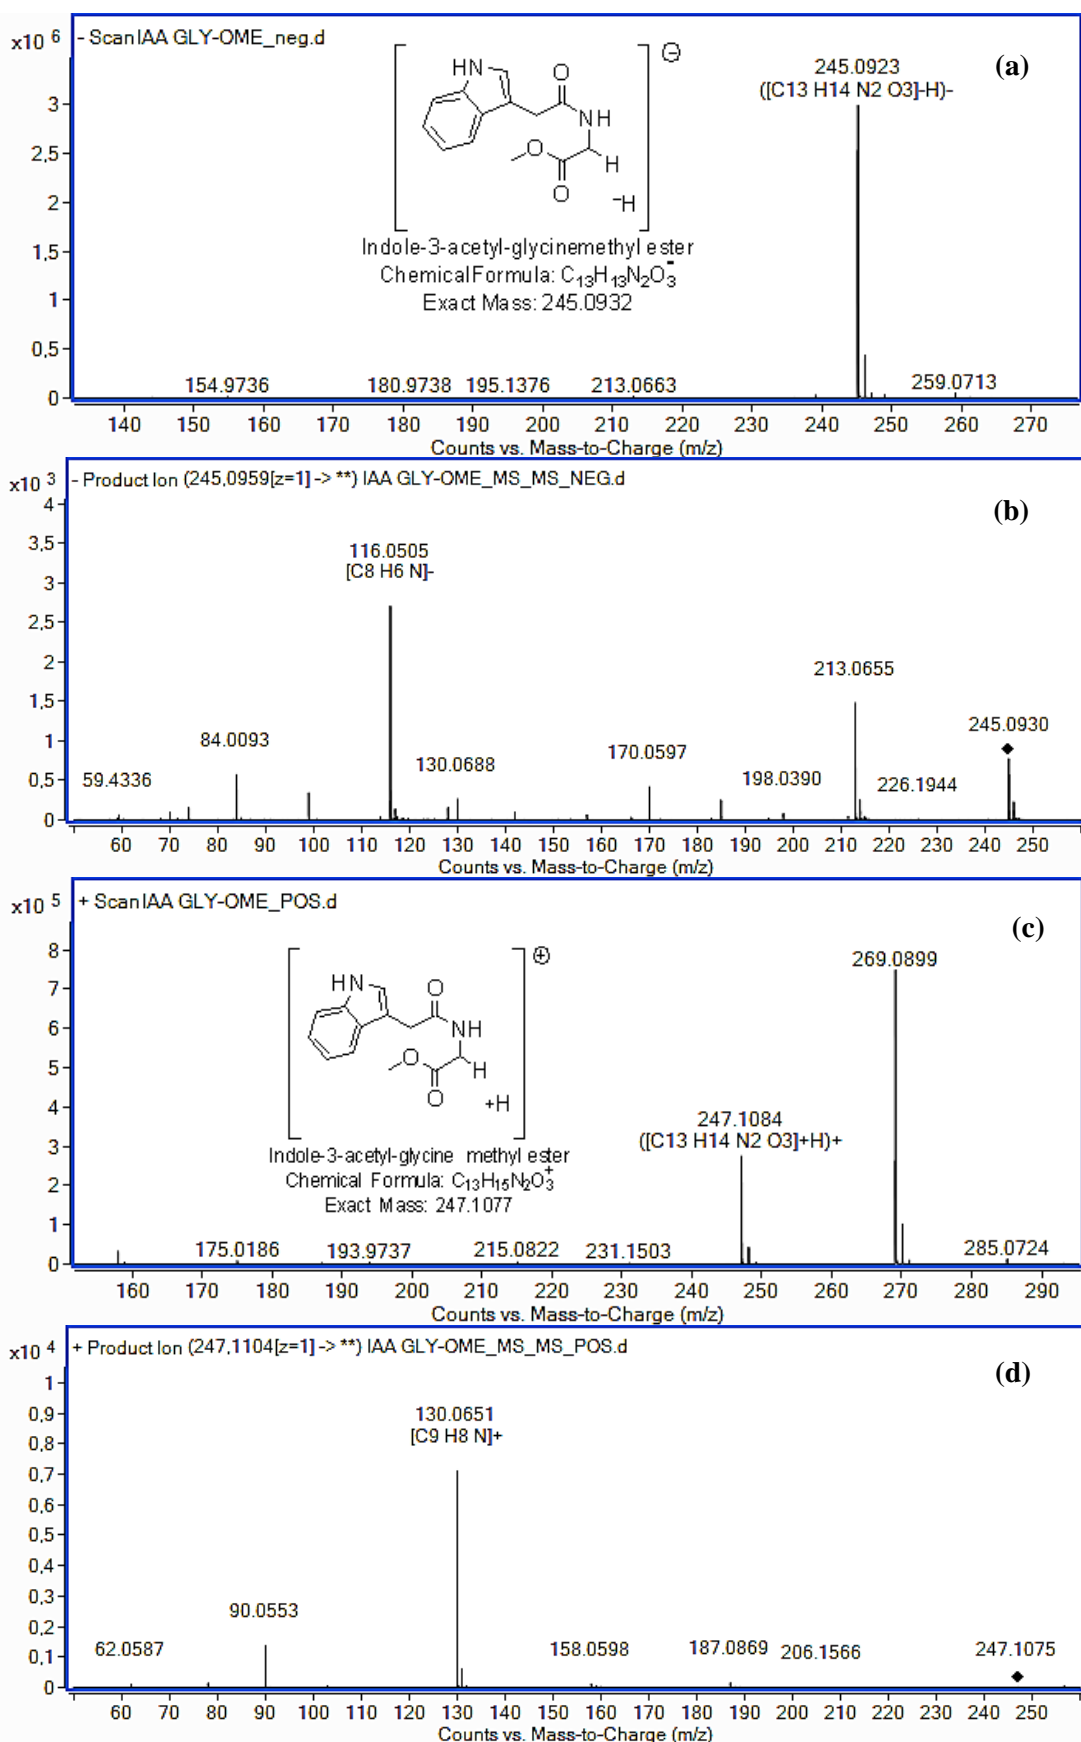 x10 6
- Scan IAA GLY-OME_neg.d
(a)
245.0923
([C13 H14 N2 O3]-H)-
HN
O
NH
O
H
O
−H
⊖
Indole-3-acetyl-glycinemethyl ester
Chemical Formula: C13H13N2O3-
Exact Mass: 245.0932
3
2,5
2
1,5
1
0,5
0
154.9736 180.9738 195.1376 213.0663 259.0713
140 150 160 170 180 190 200 210 220 230 240 250 260 270
Counts vs. Mass-to-Charge (m/z)
x10 3
- Product Ion (245,0959[z=1] -> **) IAA GLY-OME_MS_MS_NEG.d
(b)
4
3,5
3
2,5
2
1,5
1
0,5
0
116.0505
[C8 H6 N]-
213.0655
84.0093
245.0930
59.4336 130.0688 170.0597 198.0390 226.1944
60 70 80 90 100 110 120 130 140 150 160 170 180 190 200 210 220 230 240 250
Counts vs. Mass-to-Charge (m/z)
x10 5
+ Scan IAA GLY-OME_POS.d
(c)
8
7
6
5
4
3
2
1
0
269.0899
HN
O
NH
O
H
O
+H
⊕
247.1084
([C13 H14 N2 O3]+H)+
Indole-3-acetyl-glycine methyl ester
Chemical Formula: C13H15N2O3+
Exact Mass: 247.1077
175.0186 193.9737 215.0822 231.1503 285.0724
160 170 180 190 200 210 220 230 240 250 260 270 280 290
Counts vs. Mass-to-Charge (m/z)
x10 4
+ Product Ion (247,1104[z=1] -> **) IAA GLY-OME_MS_MS_POS.d
(d)
1
0,9
0,8
0,7
0,6
0,5
0,4
0,3
0,2
0,1
0
130.0651
[C9 H8 N]+
90.0553
62.0587 158.0598 187.0869 206.1566 247.1075
60 70 80 90 100 110 120 130 140 150 160 170 180 190 200 210 220 230 240 250
Counts vs. Mass-to-Charge (m/z)